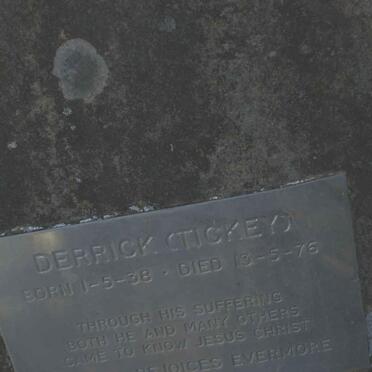 DERRICK (TICKEY)
BORN 1-5-38 · DIED 13-5-76
THROUGH HIS SUFFERING
BOTH HE AND MANY OTHERS
CAME TO KNOW JESUS CHRIST
REJOICES EVERMORE